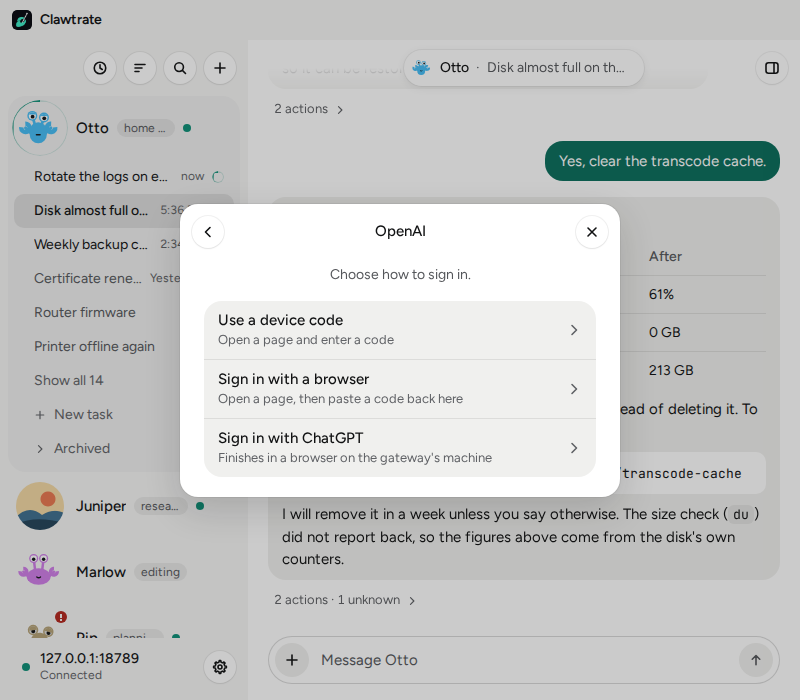 Clawtrate
Otto
home ...
Rotate the logs on e...
now
Disk almost full o...
5:36
Weekly backup c...
2:34
Certificate rene...
Yeste
Router firmware
Printer offline again
Show all 14
New task
Archived
Juniper
resea...
Marlow
editing
Pip
planni...
127.0.0.1:18789
Connected
Otto · Disk almost full on th...
2 actions
Yes, clear the transcode cache.
After
61%
0 GB
213 GB
ead of deleting it. To
/transcode-cache
I will remove it in a week unless you say otherwise. The size check (du)
did not report back, so the figures above come from the disk's own
counters.
2 actions · 1 unknown
Message Otto
OpenAI
Choose how to sign in.
Use a device code
Open a page and enter a code
Sign in with a browser
Open a page, then paste a code back here
Sign in with ChatGPT
Finishes in a browser on the gateway's machine